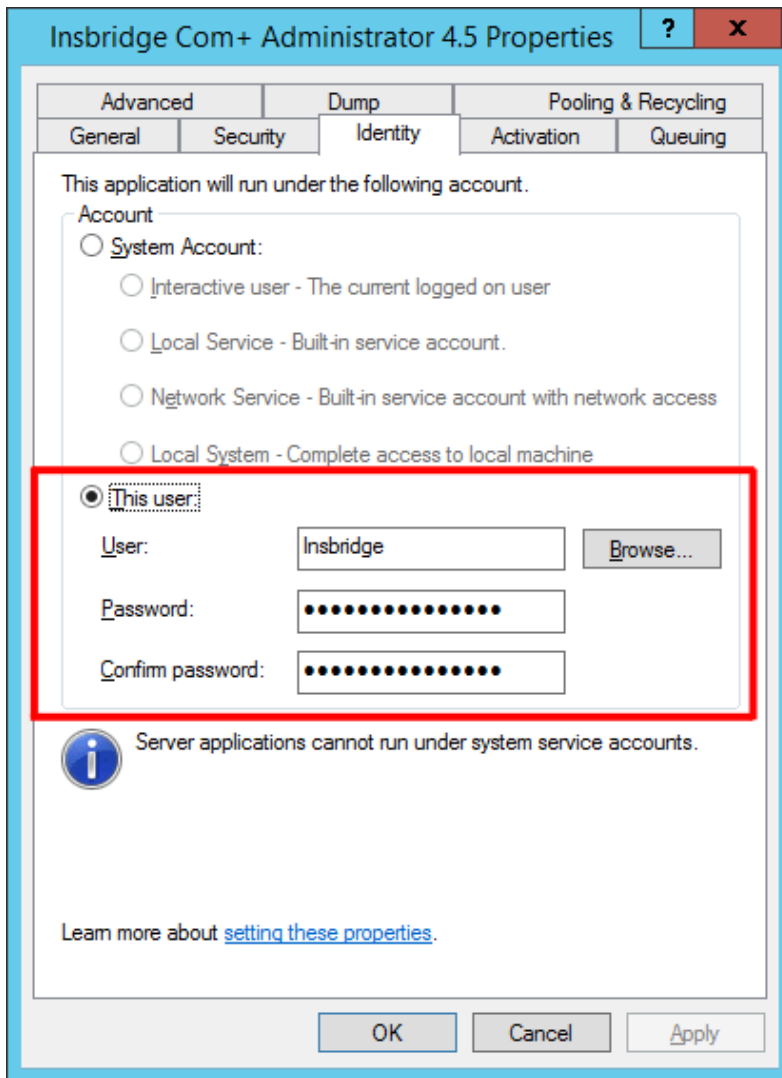 Insbridge Com+ Administrator 4.5 Properties ? x
Advanced Dump Pooling & Recycling
General Security Identity Activation Queuing
This application will run under the following account.
Account
System Account:
Interactive user - The current logged on user
Local Service - Built-in service account.
Network Service - Built-in service account with network access
Local System - Complete access to local machine
This user:
User: Insbridge Browse...
Password: ●●●●●●●●●●●●●●●
Confirm password: ●●●●●●●●●●●●●●●
Server applications cannot run under system service accounts.
Learn more about setting these properties.
OK Cancel Apply